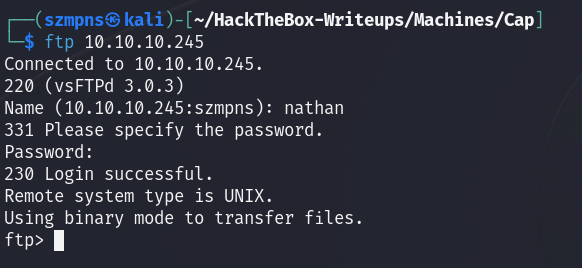 ┌──(szmpns㉿kali)-[~/HackTheBox-Writeups/Machines/Cap]
└─$ ftp 10.10.10.245
Connected to 10.10.10.245.
220 (vsFTPd 3.0.3)
Name (10.10.10.245:szmpns): nathan
331 Please specify the password.
Password:
230 Login successful.
Remote system type is UNIX.
Using binary mode to transfer files.
ftp>